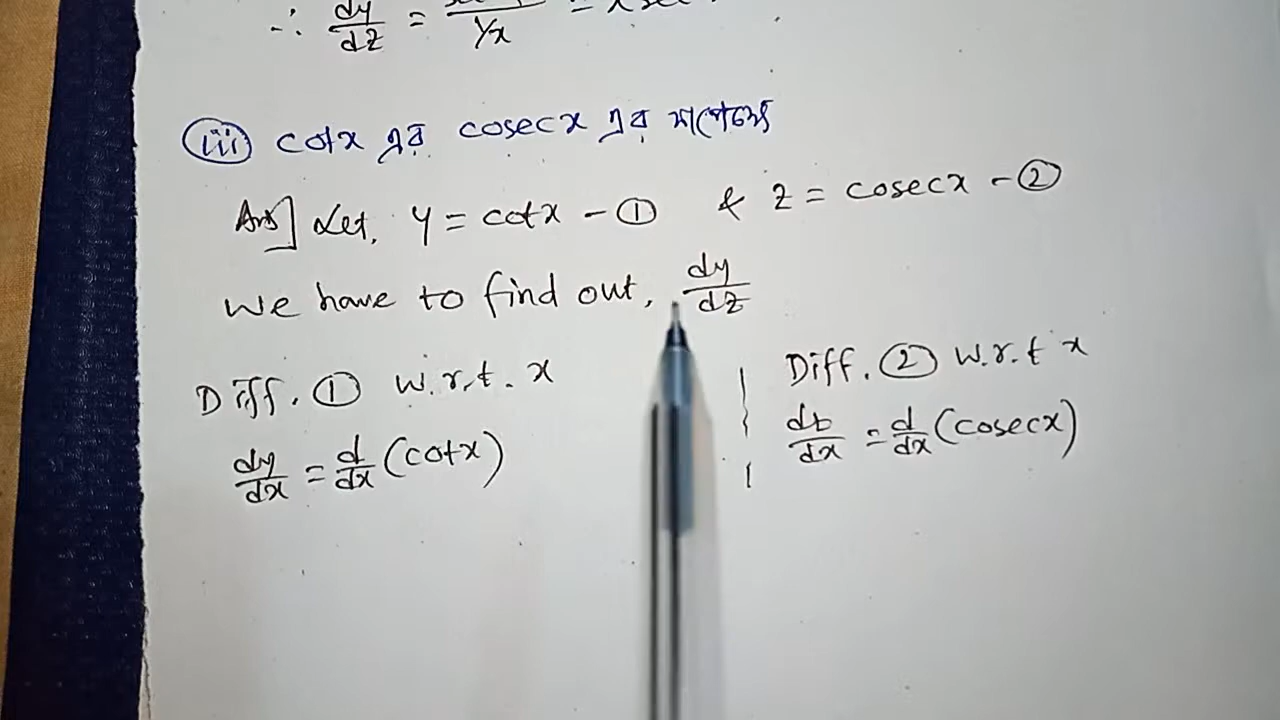 ∴ dy/dZ = /(1/x) = x
(iii) cotx এর cosecx এর সাপেক্ষে
Ans] Let, y = cotx - ① & z = cosecx - ②
We have to find out, dy/dz
Diff. ① w.r.t. x
dy/dx = d/dx (cotx)
Diff. ② w.r.t x
dz/dx = d/dx (cosecx)